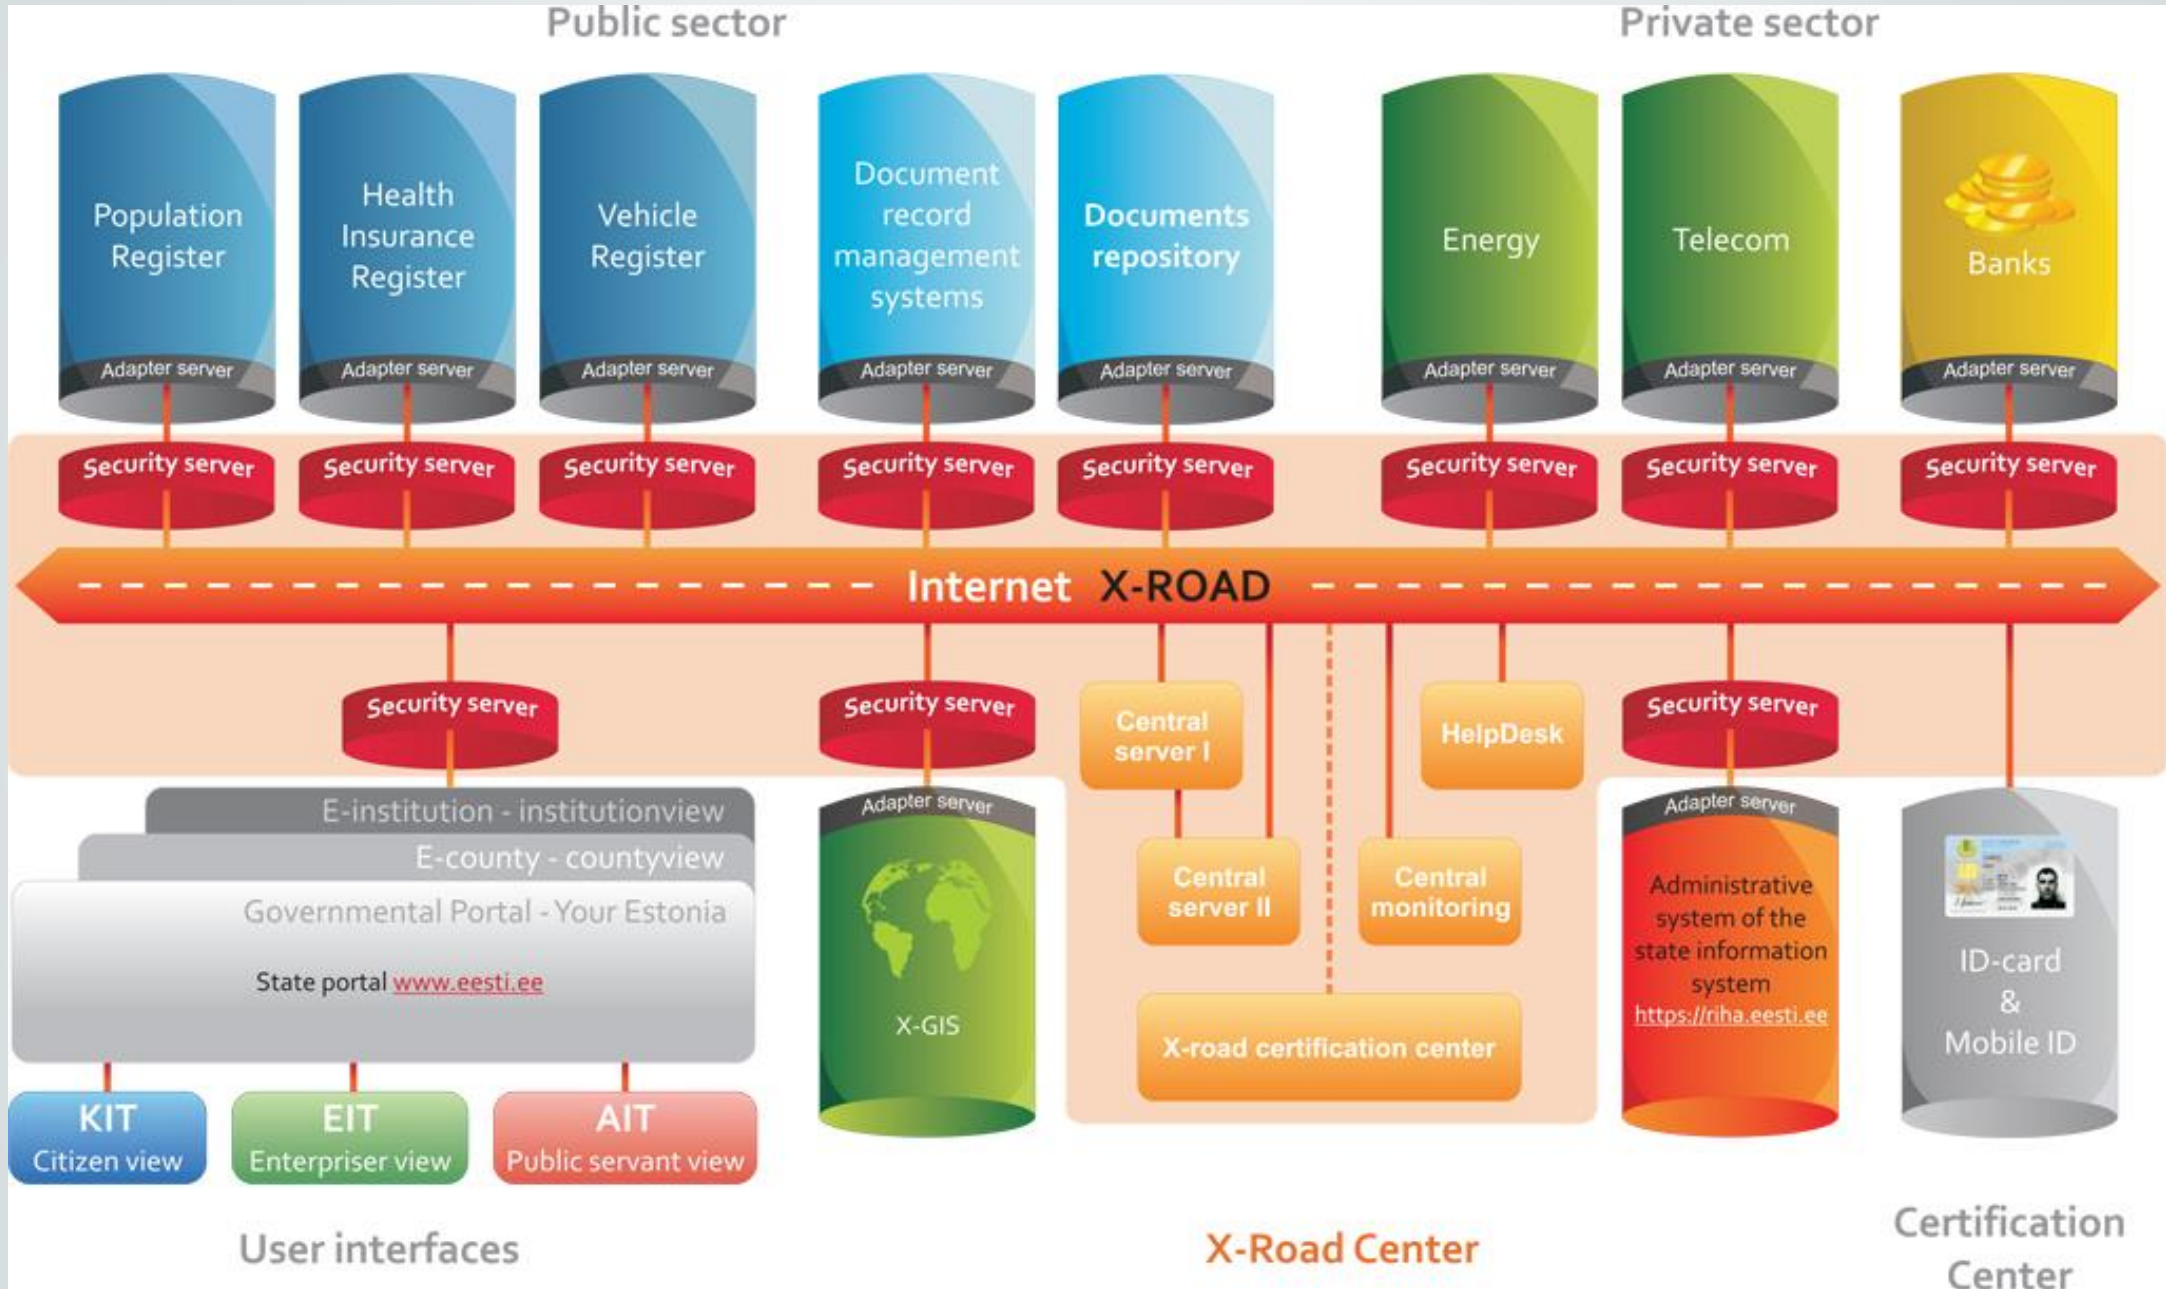 Public sector
Private sector
Population
Register
Health
Insurance
Register
Vehicle
Register
Document
record
management
systems
Documents
repository
Energy
Telecom
Banks
Adapter server
Adapter server
Adapter server
Adapter server
Adapter server
Adapter server
Adapter server
Adapter server
Security server
Security server
Security server
Security server
Security server
Security server
Security server
Security server
Internet X-ROAD
Security server
Security server
Central
server I
HelpDesk
Security server
E-institution - institutionview
E-county - countyview
Governmental Portal - Your Estonia
State portal www.eesti.ee
Adapter server
X-GIS
Central
server II
Central
monitoring
X-road certification center
Adapter server
Administrative
system of the
state information
system
https://riha.eesti.ee
ID-card
&
Mobile ID
KIT
Citizen view
EIT
Enterpriser view
AIT
Public servant view
User interfaces
X-Road Center
Certification
Center